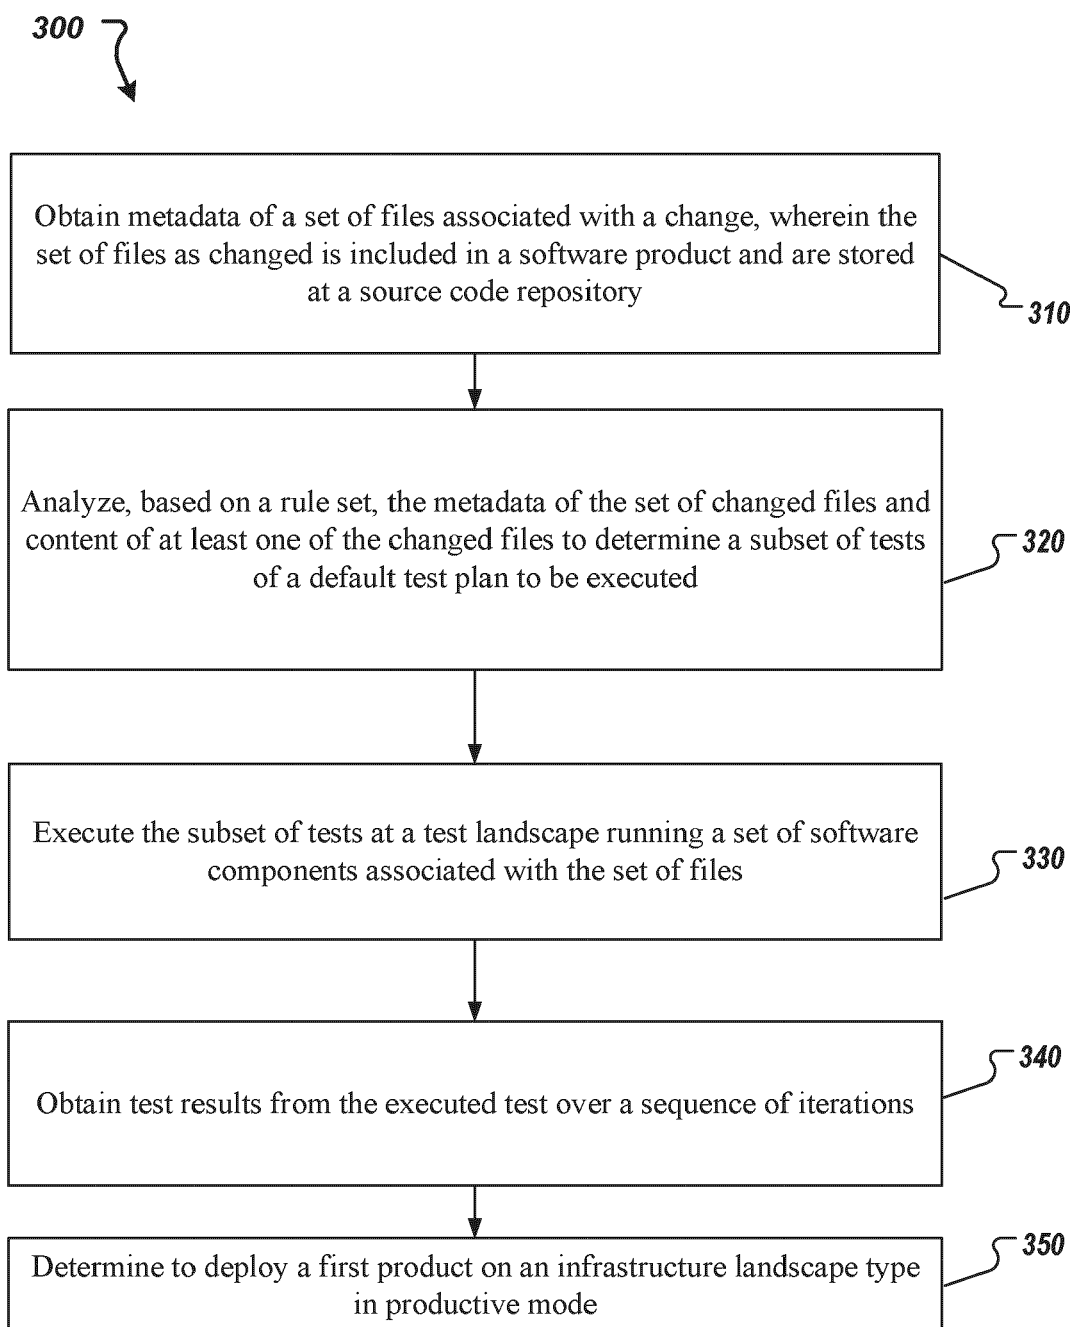 300
Obtain metadata of a set of files associated with a change, wherein the
set of files as changed is included in a software product and are stored
at a source code repository
310
Analyze, based on a rule set, the metadata of the set of changed files and
content of at least one of the changed files to determine a subset of tests
of a default test plan to be executed
320
Execute the subset of tests at a test landscape running a set of software
components associated with the set of files
330
Obtain test results from the executed test over a sequence of iterations
340
Determine to deploy a first product on an infrastructure landscape type
in productive mode
350